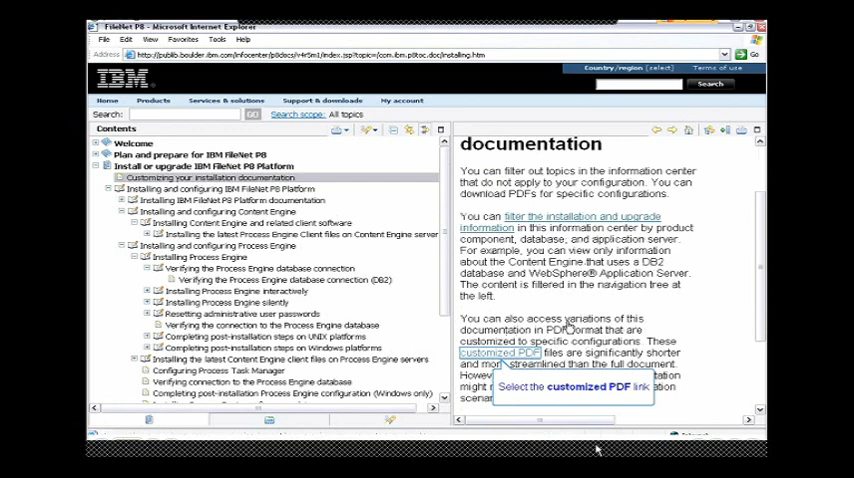 FileNet P8 - Microsoft Internet Explorer
File Edit View Favorites Tools Help
Address http://publib.boulder.ibm.com/infocenter/p8docs/v4r5m1/index.jsp?topic=/com.ibm.p8toc.doc/installing.htm Go
Country/region [select] Terms of use
IBM
Search
Home Products Services & solutions Support & downloads My account
Search: GO Search scope: All topics
Contents
Welcome
Plan and prepare for IBM FileNet P8
Install or upgrade IBM FileNet P8 Platform
Customizing your installation documentation
Installing and configuring IBM FileNet P8 Platform
Installing IBM FileNet P8 Platform documentation
Installing and configuring Content Engine
Installing Content Engine and related client software
Installing the latest Process Engine Client files on Content Engine server
Installing and configuring Process Engine
Installing Process Engine
Verifying the Process Engine database connection
Verifying the Process Engine database connection (DB2)
Installing Process Engine interactively
Installing Process Engine silently
Resetting administrative user passwords
Verifying the connection to the Process Engine database
Completing post-installation steps on UNIX platforms
Completing post-installation steps on Windows platforms
Installing the latest Content Engine client files on Process Engine servers
Configuring Process Task Manager
Verifying connection to the Process Engine database
Completing post-installation Process Engine configuration (Windows only)
documentation
You can filter out topics in the information center
that do not apply to your configuration. You can
download PDFs for specific configurations.
You can filter the installation and upgrade
information in this information center by product
component, database, and application server.
For example, you can view only information
about the Content Engine that uses a DB2
database and WebSphere® Application Server.
The content is filtered in the navigation tree at
the left.
You can also access variations of this
documentation in PDF format that are
customized to specific configurations. These
customized PDF files are significantly shorter
and more streamlined than the full document.
Select the customized PDF link